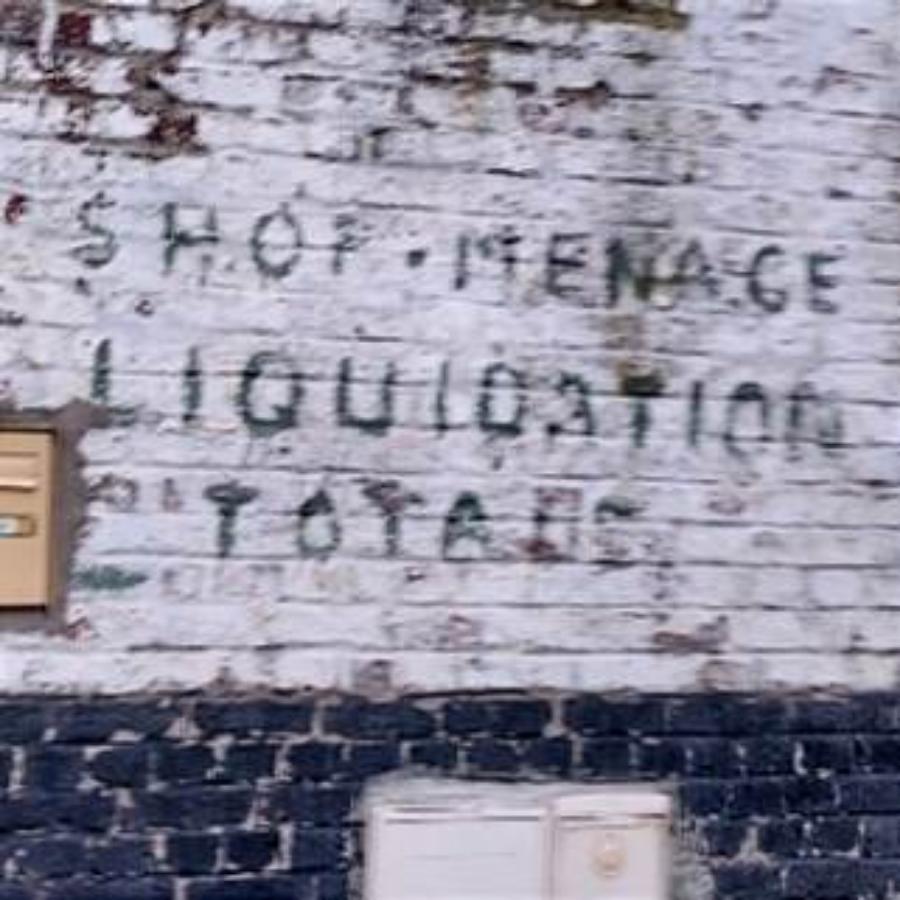 SHOP • MENAGE
LIQUIDATION
TOTALE